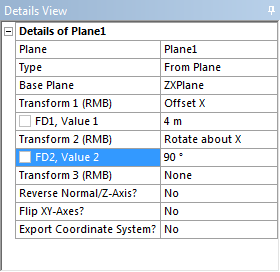 Details View
Details of Plane1
Plane Plane1
Type From Plane
Base Plane ZXPlane
Transform 1 (RMB) Offset X
FD1, Value 1 4 m
Transform 2 (RMB) Rotate about X
FD2, Value 2 90 °
Transform 3 (RMB) None
Reverse Normal/Z-Axis? No
Flip XY-Axes? No
Export Coordinate System? No